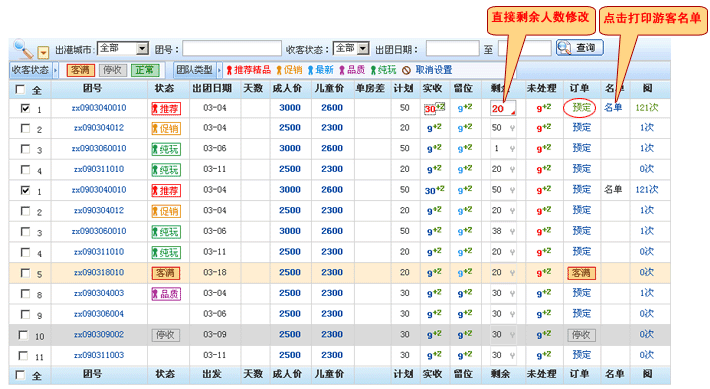 直接剩余人数修改
点击打印游客名单
出港城市: 全部 团号: 收客状态: 全部 出团日期: 至 查询
收客状态 客满 停收 正常 团队类型 推荐精品 促销 最新 品质 纯玩 取消设置
全 团号 状态 出团日期 天数 成人价 儿童价 单房差 计划 实收 留位 剩余 未处理 订单 名单 阅
1 zx0903040010 推荐 03-04 3000 2600 50 30+2 9+2 20 9+2 预定 名单 121次
2 zx090304012 促销 03-04 2500 2300 20 9+2 9+2 50 9+2 预定 1次
3 zx0903060010 纯玩 03-06 3000 2600 50 9+2 9+2 1 9+2 预定 1次
4 zx090311010 纯玩 03-11 2500 2300 20 9+2 9+2 20 9+2 预定 0次
1 zx0903040010 推荐 03-04 3000 2600 50 30+2 9+2 50 9+2 预定 名单 121次
2 zx090304012 促销 03-04 2500 2300 20 9+2 9+2 20 9+2 预定 1次
3 zx0903060010 纯玩 03-06 3000 2600 50 9+2 9+2 38 9+2 预定 1次
4 zx090311010 纯玩 03-11 2500 2300 20 9+2 9+2 20 9+2 预定 0次
5 zx090318010 客满 03-18 2500 2300 20 9+2 9+2 20 9+2 客满 0次
8 zx090304003 品质 03-04 2500 2300 30 9+2 9+2 30 9+2 预定 1次
9 zx090306004 03-06 2500 2300 30 9+2 9+2 30 9+2 预定 0次
10 zx090309002 停收 03-09 2500 2300 30 9+2 9+2 30 9+2 停收 0次
11 zx090311003 03-11 2500 2300 30 9+2 9+2 30 9+2 预定 0次
全 团号 状态 出发 天数 成人价 儿童价 计划 实收 留位 剩余 未处理 订单 名单 阅